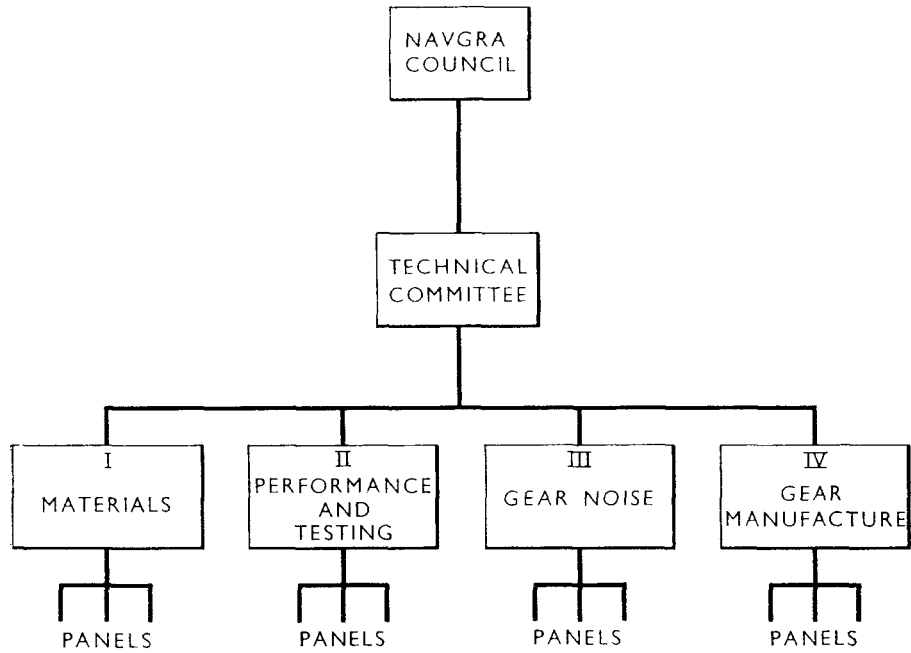 NAVGRA
COUNCIL
TECHNICAL
COMMITTEE
I
MATERIALS
II
PERFORMANCE
AND
TESTING
III
GEAR NOISE
IV
GEAR
MANUFACTURE
PANELS
PANELS
PANELS
PANELS